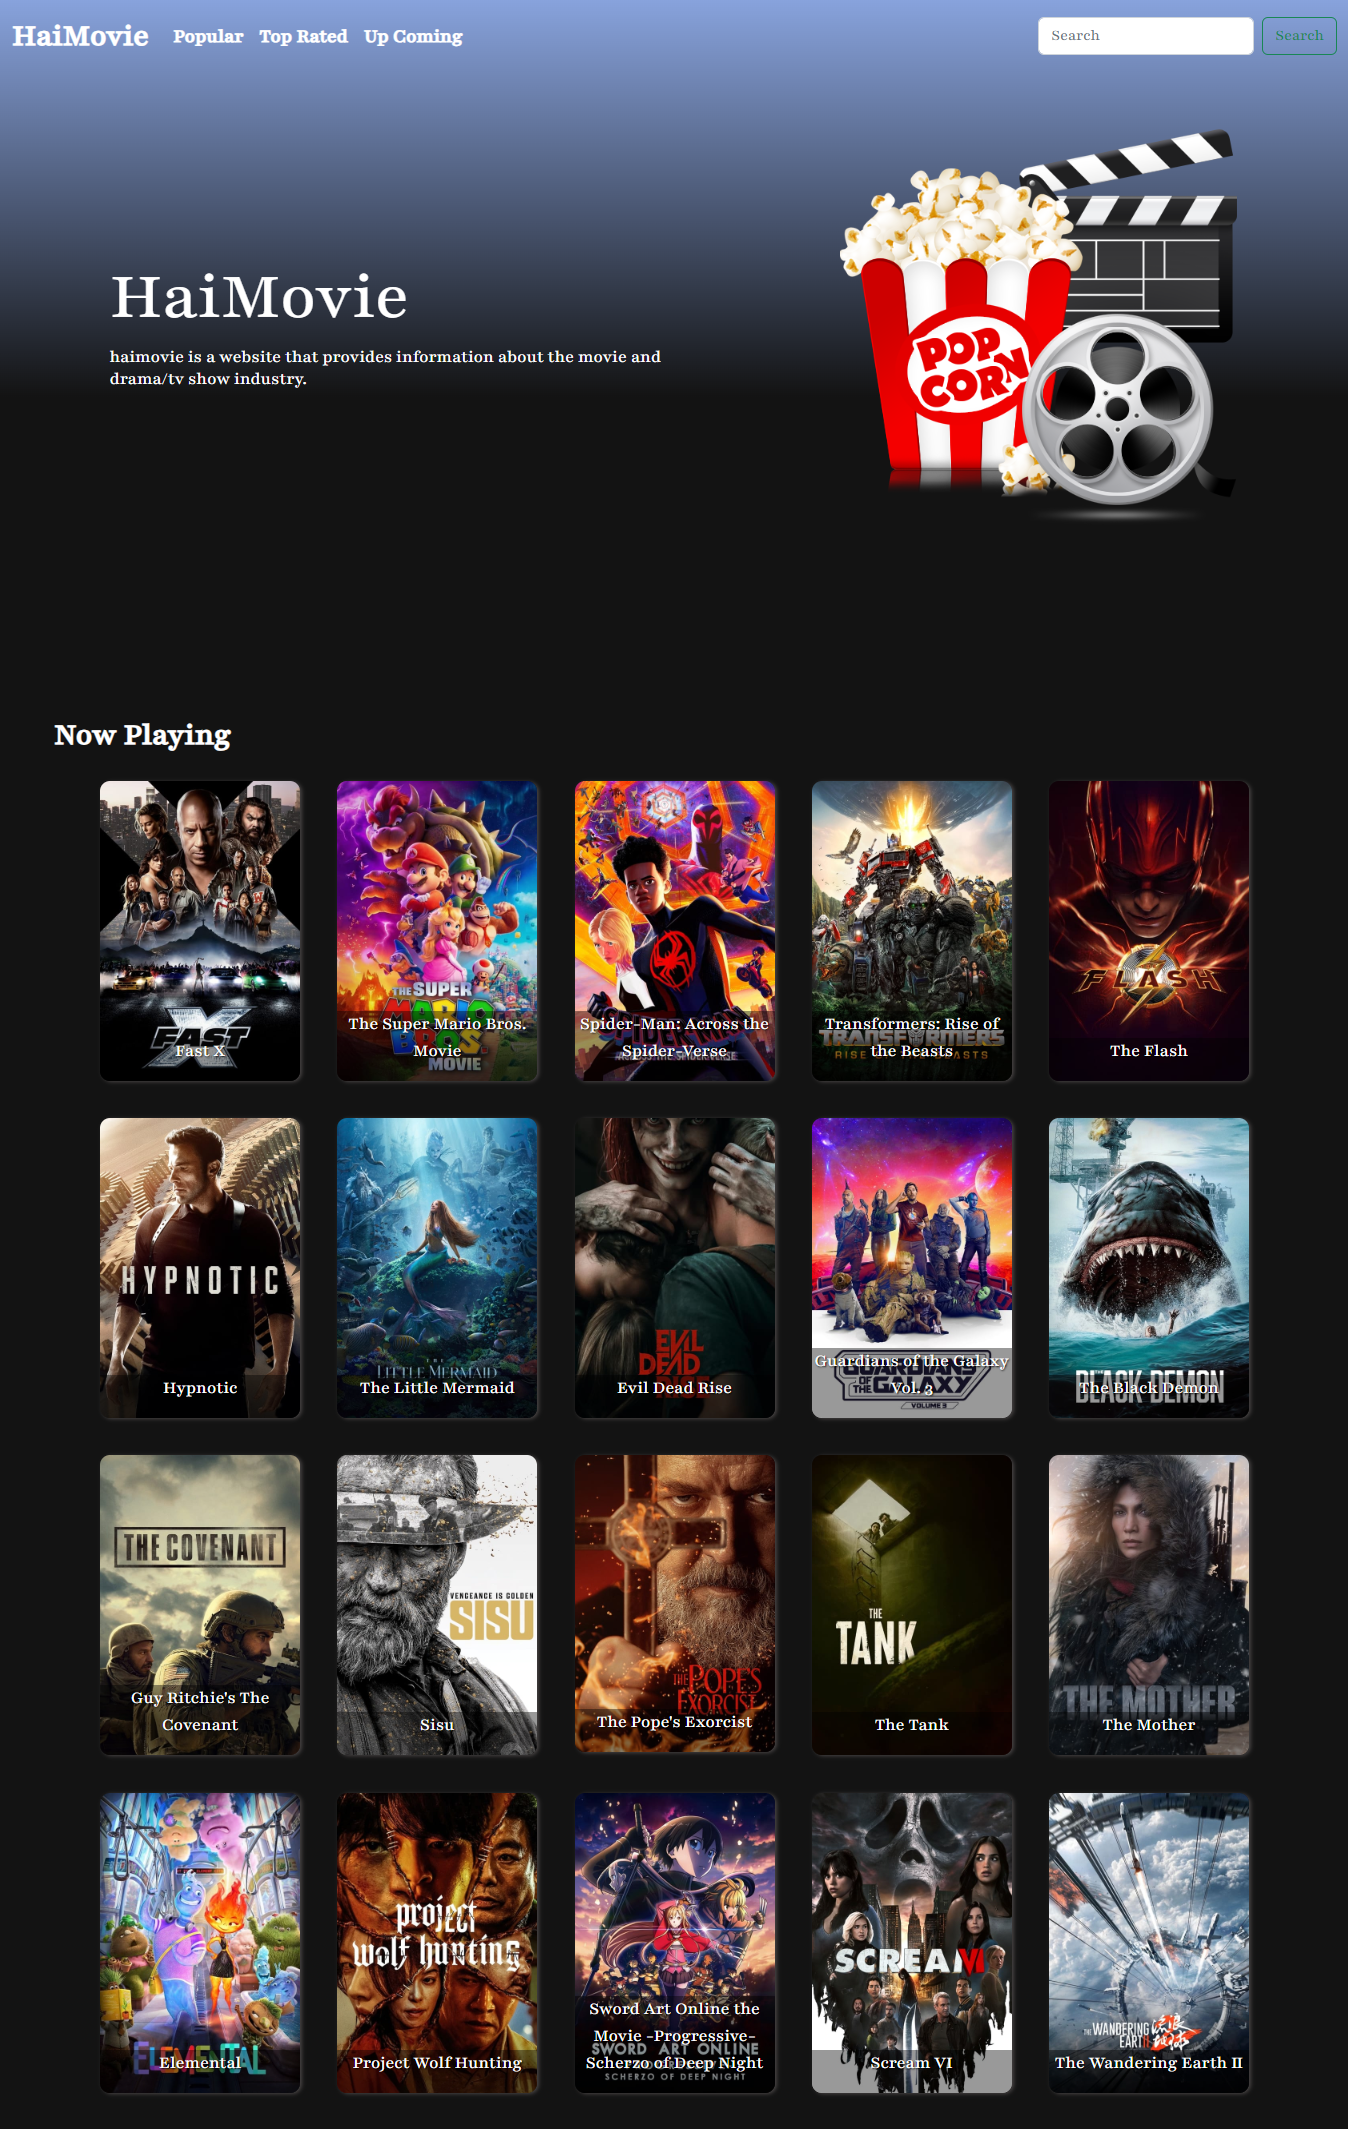 HaiMovie Popular Top Rated Up Coming Search Search
POP
CORN
HaiMovie
haimovie is a website that provides information about the movie and
drama/tv show industry.
Now Playing
FAST
Fast X
THE SUPER
MARIO
BROS.
MOVIE
The Super Mario Bros.
Movie
Spider-Man: Across the
Spider-Verse
ACROSS THE SPIDER-VERSE
Transformers: Rise of
the Beasts
TRANSFORMERS
FLASH
The Flash
HYPNOTIC
Hypnotic
LITTLE MERMAID
The Little Mermaid
EVIL
DEAD
Evil Dead Rise
Guardians of the Galaxy
Vol. 3
GUARDIANS
OF THE GALAXY
VOLUME 3
BLACK DEMON
The Black Demon
THE COVENANT
Guy Ritchie's The
Covenant
VENGEANCE IS GOLDEN
SISU
Sisu
THE POPE'S
EXORCIST
The Pope's Exorcist
THE
TANK
The Tank
THE MOTHER
The Mother
ELEMENTAL
Elemental
project
wolf hunting
Project Wolf Hunting
Sword Art Online the
Movie -Progressive-
Scherzo of Deep Night
SWORD ART ONLINE
SCHERZO OF DEEP NIGHT
SCREAM VI
Scream VI
THE WANDERING
EARTH II
The Wandering Earth II